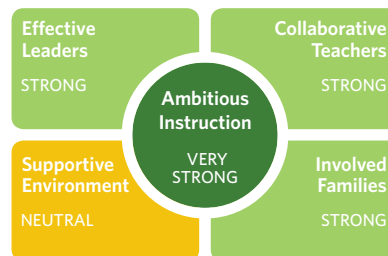 Effective
Leaders
STRONG
Collaborative
Teachers
STRONG
Ambitious
Instruction
VERY
STRONG
Supportive
Environment
NEUTRAL
Involved
Families
STRONG